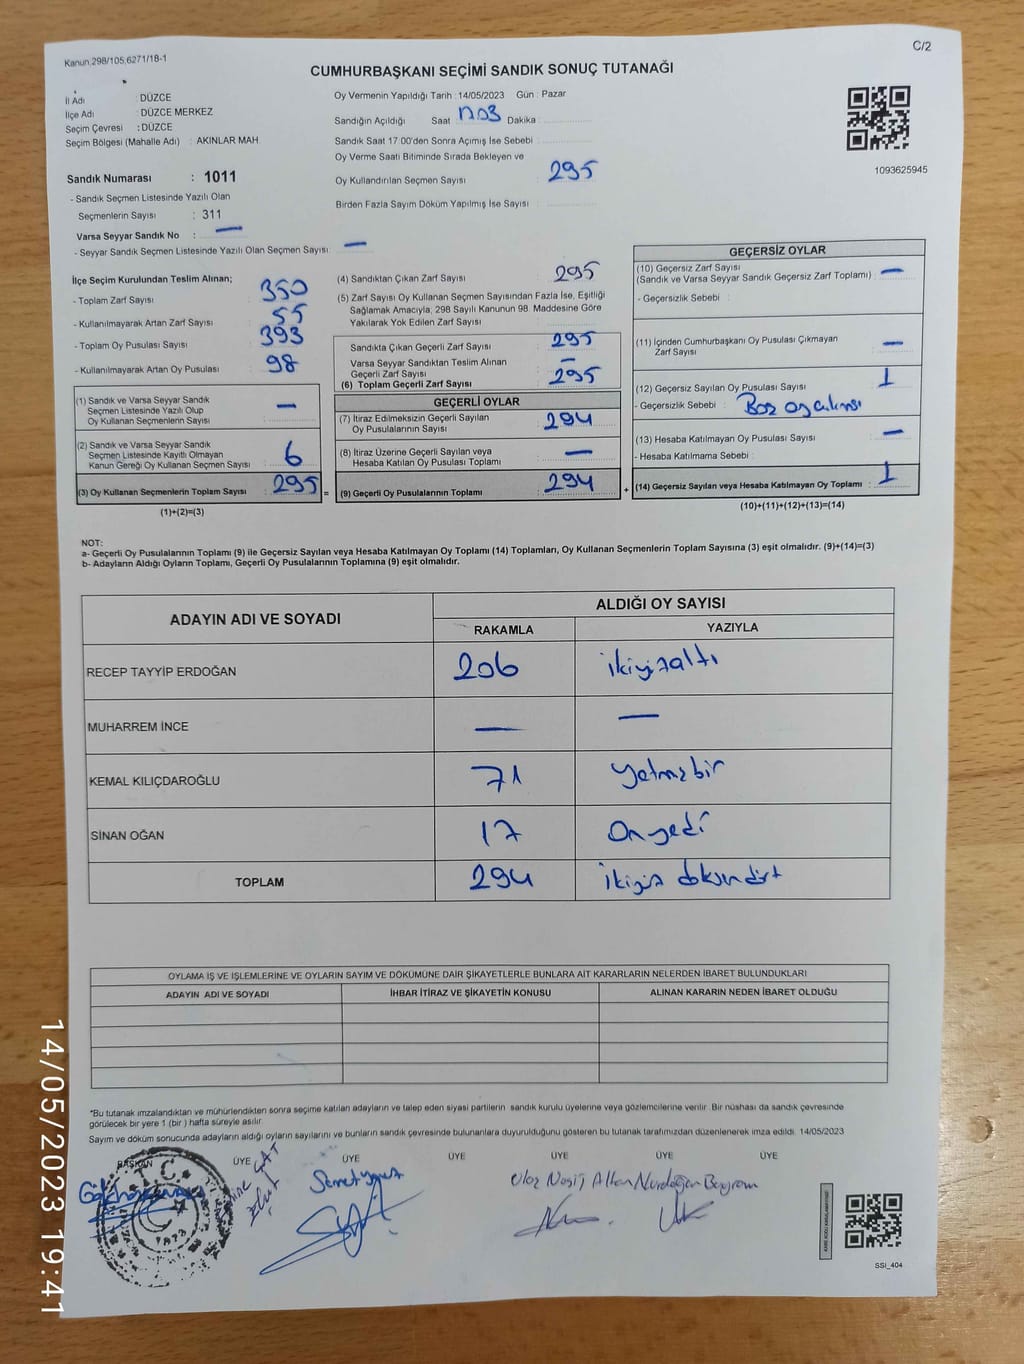 Kanun,298/105,6271/18-1
C/2
CUMHURBAŞKANI SEÇİMİ SANDIK SONUÇ TUTANAĞI
İl Adı : DÜZCE
İlçe Adı : DÜZCE MERKEZ
Seçim Çevresi : DÜZCE
Seçim Bölgesi (Mahalle Adı) : AKINLAR MAH
Sandık Numarası : 1011
- Sandık Seçmen Listesinde Yazılı Olan
Seçmenlerin Sayısı : 311
Varsa Seyyar Sandık No : —
- Seyyar Sandık Seçmen Listesinde Yazılı Olan Seçmen Sayısı: —
Oy Vermenin Yapıldığı Tarih : 14/05/2023 Gün : Pazar
Sandığın Açıldığı Saat 17.03 Dakika :
Sandık Saat 17:00'den Sonra Açımış İse Sebebi :
Oy Verme Saati Bitiminde Sırada Bekleyen ve
Oy Kullandırılan Seçmen Sayısı : 295
Birden Fazla Sayım Döküm Yapılmış İse Sayısı :
1093625945
İlçe Seçim Kurulundan Teslim Alınan;
- Toplam Zarf Sayısı : 350
- Kullanılmayarak Artan Zarf Sayısı : 55
- Toplam Oy Pusulası Sayısı : 393
- Kullanılmayarak Artan Oy Pusulası : 98
(1) Sandık ve Varsa Seyyar Sandık
Seçmen Listesinde Yazılı Olup
Oy Kullanan Seçmenlerin Sayısı : —
(2) Sandık ve Varsa Seyyar Sandık
Seçmen Listesinde Kayıtlı Olmayan
Kanun Gereği Oy Kullanan Seçmen Sayısı : 6
(3) Oy Kullanan Seçmenlerin Toplam Sayısı : 295 =
(1)+(2)=(3)
(4) Sandıktan Çıkan Zarf Sayısı : 295
(5) Zarf Sayısı Oy Kullanan Seçmen Sayısından Fazla İse, Eşitliği
Sağlamak Amacıyla; 298 Sayılı Kanunun 98. Maddesine Göre
Yakılarak Yok Edilen Zarf Sayısı :
Sandıkta Çıkan Geçerli Zarf Sayısı : 295
Varsa Seyyar Sandıktan Teslim Alınan
Geçerli Zarf Sayısı : —
(6) Toplam Geçerli Zarf Sayısı : 295
GEÇERLİ OYLAR
(7) İtiraz Edilmeksizin Geçerli Sayılan
Oy Pusulalarının Sayısı : 294
(8) İtiraz Üzerine Geçerli Sayılan veya
Hesaba Katılan Oy Pusulası Toplamı : —
(9) Geçerli Oy Pusulalarının Toplamı : 294 +
GEÇERSİZ OYLAR
(10) Geçersiz Zarf Sayısı
(Sandık ve Varsa Seyyar Sandık Geçersiz Zarf Toplamı) : —
- Geçersizlik Sebebi :
(11) İçinden Cumhurbaşkanı Oy Pusulası Çıkmayan
Zarf Sayısı : —
(12) Geçersiz Sayılan Oy Pusulası Sayısı : 1
- Geçersizlik Sebebi : Boş
(13) Hesaba Katılmayan Oy Pusulası Sayısı : —
- Hesaba Katılmama Sebebi :
(14) Geçersiz Sayılan veya Hesaba Katılmayan Oy Toplamı : 1
(10)+(11)+(12)+(13)=(14)
NOT:
a- Geçerli Oy Pusulalarının Toplamı (9) ile Geçersiz Sayılan veya Hesaba Katılmayan Oy Toplamı (14) Toplamları, Oy Kullanan Seçmenlerin Toplam Sayısına (3) eşit olmalıdır. (9)+(14)=(3)
b- Adayların Aldığı Oyların Toplamı, Geçerli Oy Pusulalarının Toplamına (9) eşit olmalıdır.
ADAYIN ADI VE SOYADI ALDIĞI OY SAYISI
RAKAMLA YAZIYLA
RECEP TAYYİP ERDOĞAN 206 ikiyüzaltı
MUHARREM İNCE — —
KEMAL KILIÇDAROĞLU 71 Yetmişbir
SİNAN OĞAN 17 Onyedi
TOPLAM 294 İkiyüz doksandört
OYLAMA İŞ VE İŞLEMLERİNE VE OYLARIN SAYIM VE DÖKÜMÜNE DAİR ŞİKAYETLERLE BUNLARA AİT KARARLARIN NELERDEN İBARET BULUNDUKLARI
ADAYIN ADI VE SOYADI İHBAR İTİRAZ VE ŞİKAYETİN KONUSU ALINAN KARARIN NEDEN İBARET OLDUĞU
*Bu tutanak imzalandıktan ve mühürlendikten sonra seçime katılan adayların ve talep eden siyasi partilerin sandık kurulu üyelerine veya gözlemcilerine verilir. Bir nüshası da sandık çevresinde
görülecek bir yere 1 (bir ) hafta süreyle asılır.
Sayım ve döküm sonucunda adayların aldığı oyların sayılarını ve bunların sandık çevresinde bulunanlara duyurulduğunu gösteren bu tutanak tarafımızdan düzenlenerek imza edildi. 14/05/2023
BAŞKAN ÜYE ÜYE ÜYE ÜYE ÜYE ÜYE
T.C.
Nurdoğan Bayram
SSI_404
14/05/2023 19:41